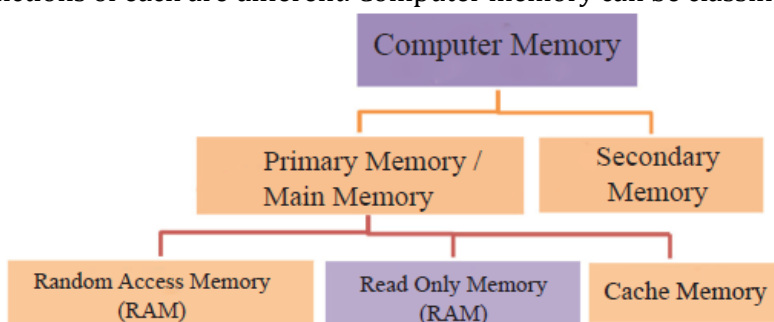 Computer Memory
Primary Memory /
Main Memory
Secondary
Memory
Random Access Memory
(RAM)
Read Only Memory
(RAM)
Cache Memory